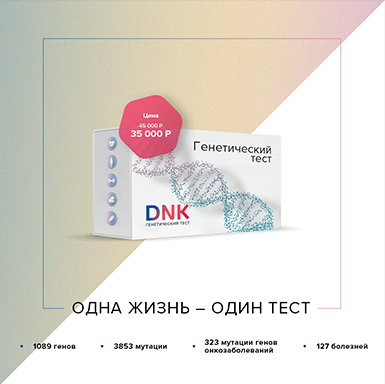 Цена
45 000 Р
35 000 Р
Генетический
тест
DNK
ГЕНЕТИЧЕСКИЙ ТЕСТ
ОДНА ЖИЗНЬ – ОДИН ТЕСТ
1089 генов
3853 мутации
323 мутации генов
онкозаболеваний
127 болезней